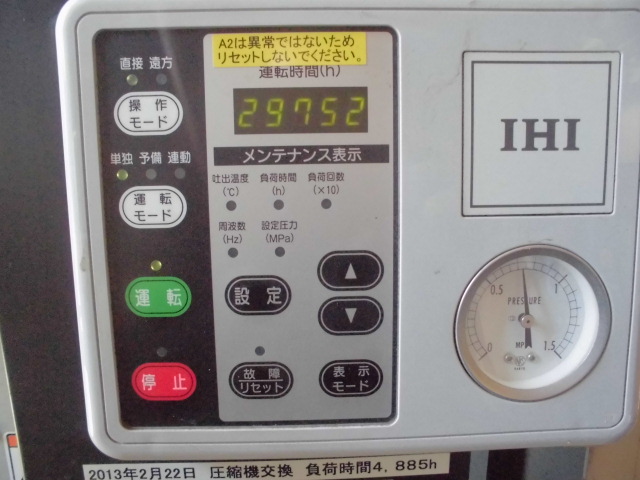 A2は異常ではないため
リセットしないでください。
運転時間(h)
直接 遠方
操作
モード
29752
IHI
メンテナンス表示
単独 予備 連動
吐出温度 負荷時間 負荷回数
(℃) (h) (×10)
運転
モード
周波数 設定圧力
(Hz) (MPa)
運転
設定
▲
▼
停止
故障
リセット
表示
モード
0.5 1
PRESSURE
0 MPa 1.5
2013年2月22日 圧縮機交換 負荷時間4,885h